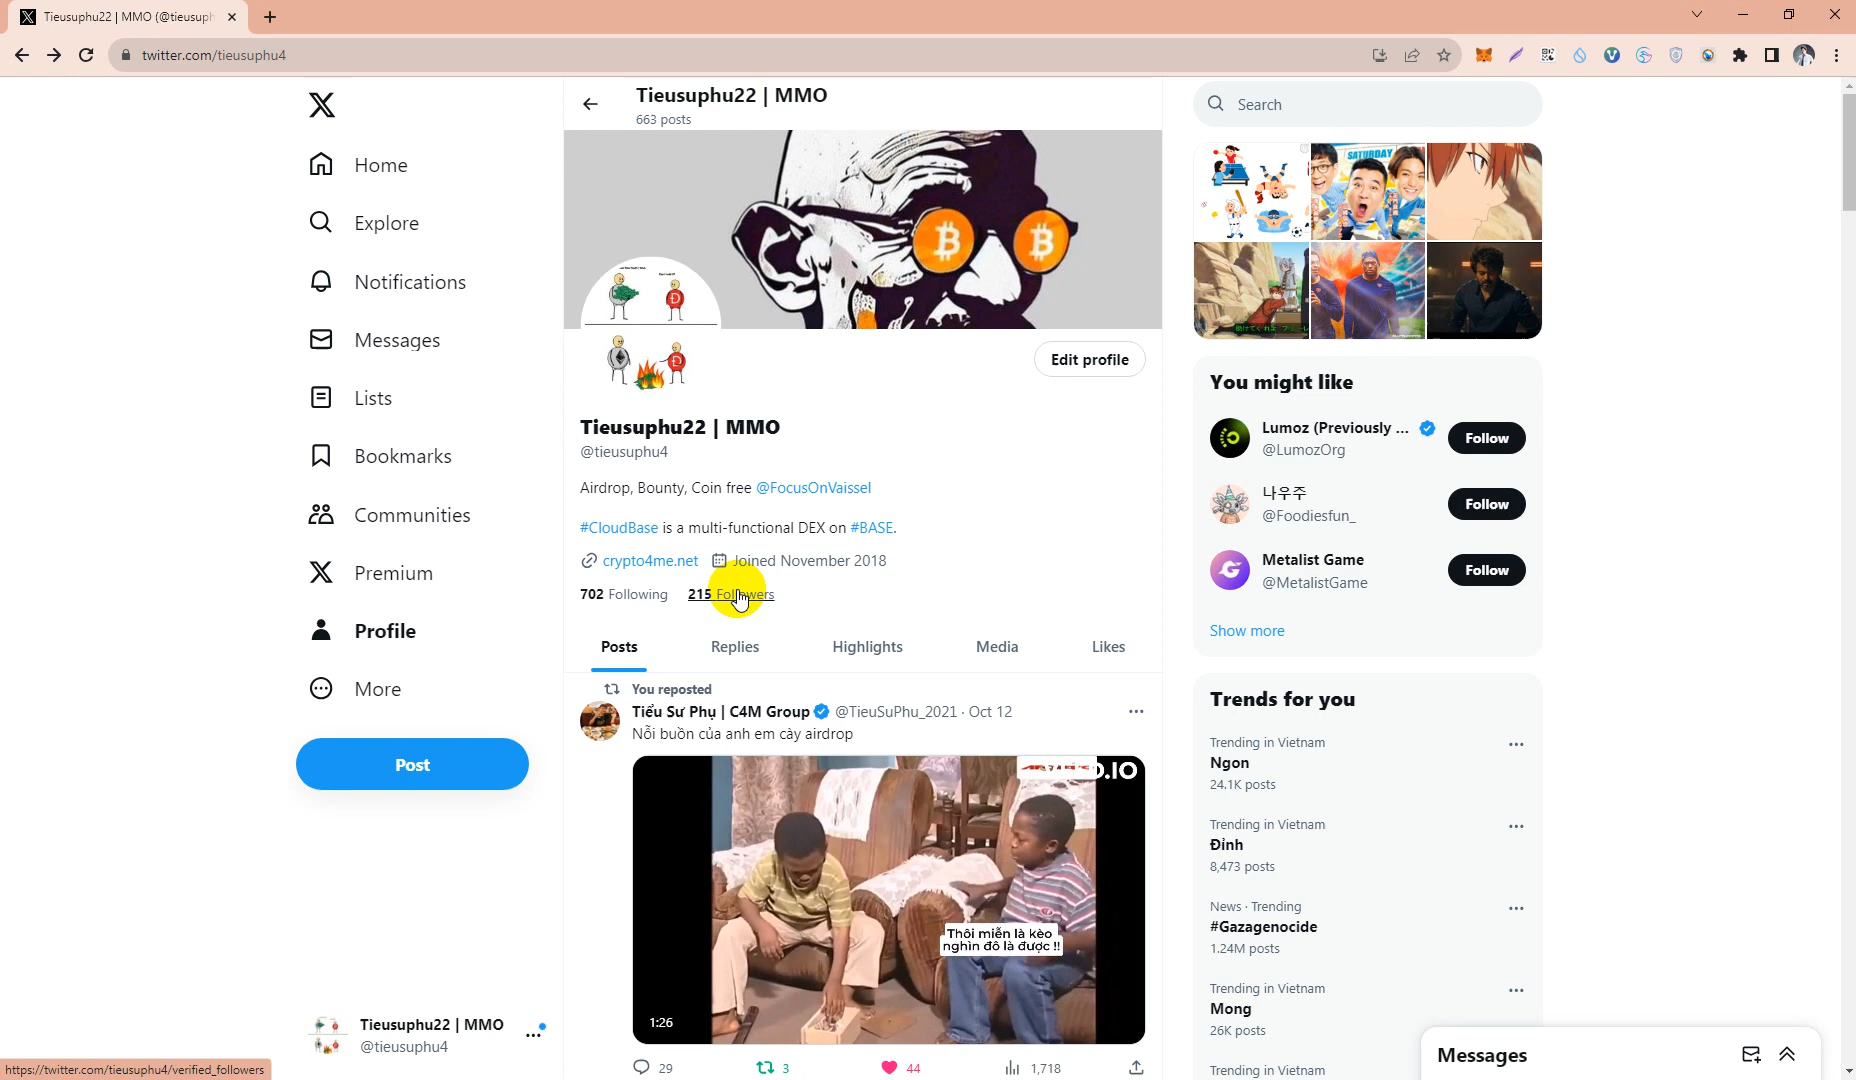 Tieusuphu22 | MMO (@tieusuph
twitter.com/tieusuphu4
Home
Explore
Notifications
Messages
Lists
Bookmarks
Communities
Premium
Profile
More
Post
Tieusuphu22 | MMO
@tieusuphu4
https://twitter.com/tieusuphu4/verified_followers
Tieusuphu22 | MMO
663 posts
Edit profile
Tieusuphu22 | MMO
@tieusuphu4
Airdrop, Bounty, Coin free @FocusOnVaissel
#CloudBase is a multi-functional DEX on #BASE.
crypto4me.net Joined November 2018
702 Following 215 Followers
Posts Replies Highlights Media Likes
You reposted
Tiểu Sư Phụ | C4M Group @TieuSuPhu_2021 · Oct 12
Nỗi buồn của anh em cày airdrop
Thôi miễn là kèo
nghìn đô là được !!
1:26
29 3 44 1,718
Search
SATURDAY
You might like
Lumoz (Previously ...
@LumozOrg
Follow
나우주
@Foodiesfun_
Follow
Metalist Game
@MetalistGame
Follow
Show more
Trends for you
Trending in Vietnam
Ngon
24.1K posts
Trending in Vietnam
Đỉnh
8,473 posts
News · Trending
#Gazagenocide
1.24M posts
Trending in Vietnam
Mong
26K posts
Trending in Vietnam
Messages